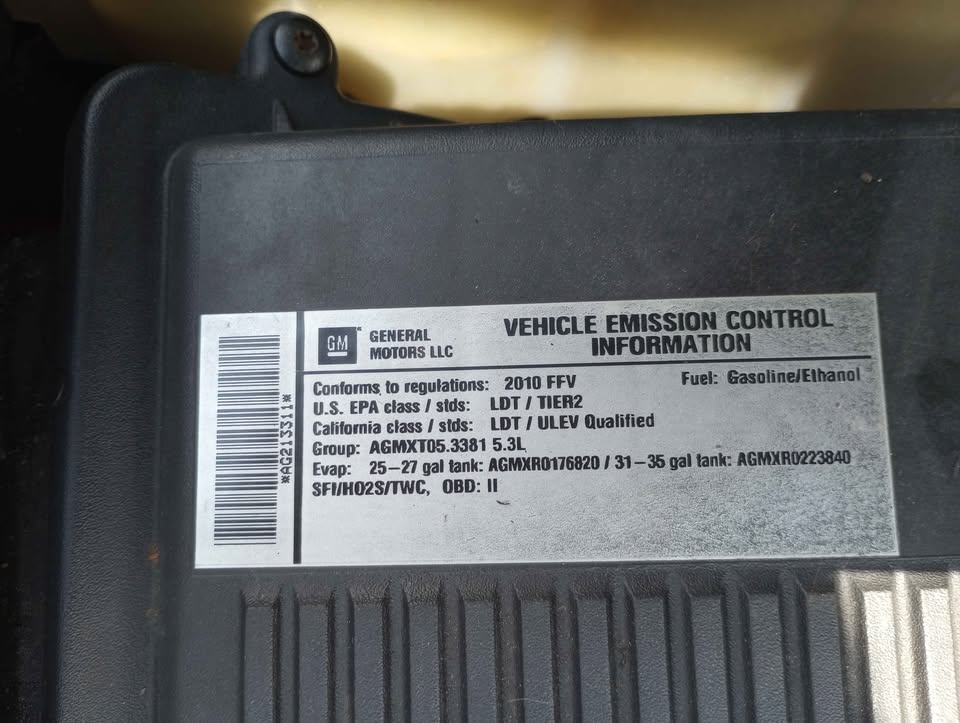 GM
GENERAL
MOTORS LLC
VEHICLE EMISSION CONTROL
INFORMATION
Conforms to regulations: 2010 FFV
Fuel: Gasoline/Ethanol
U.S. EPA class / stds: LDT / TIER2
California class / stds: LDT / ULEV Qualified
Group: AGMXT05.3381 5.3L
Evap: 25-27 gal tank: AGMXR0176820 / 31-35 gal tank: AGMXR0223840
SFI/HO2S/TWC, OBD: II
*AG213311*